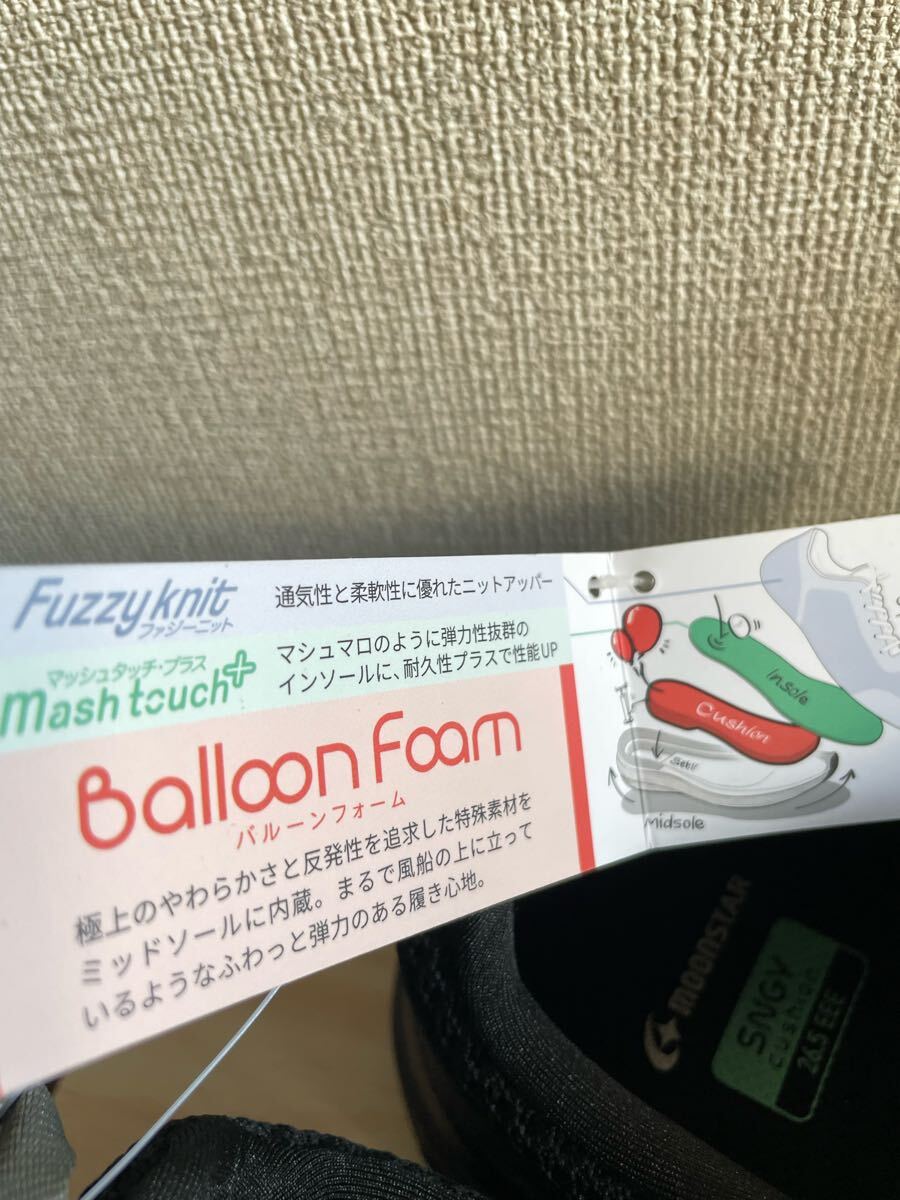 Fuzzy knit
ファジーニット
通気性と柔軟性に優れたニットアッパー
マッシュタッチ・プラス
mash touch+
マシュマロのように弾力性抜群の
インソールに、耐久性プラスで性能UP
Balloon Foam
バルーンフォーム
極上のやわらかさと反発性を追求した特殊素材を
ミッドソールに内蔵。まるで風船の上に立って
いるようなふわっと弾力のある履き心地。
Insole
Cushion
Set!!
Midsole
MOONSTAR
SNGY
cushion
26.5 EEE